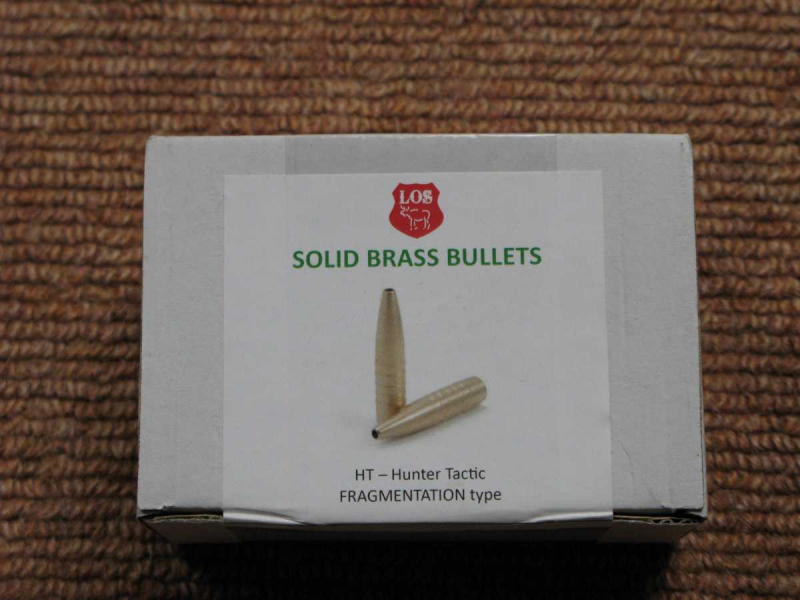 LOS
SOLID BRASS BULLETS
HT – Hunter Tactic
FRAGMENTATION type